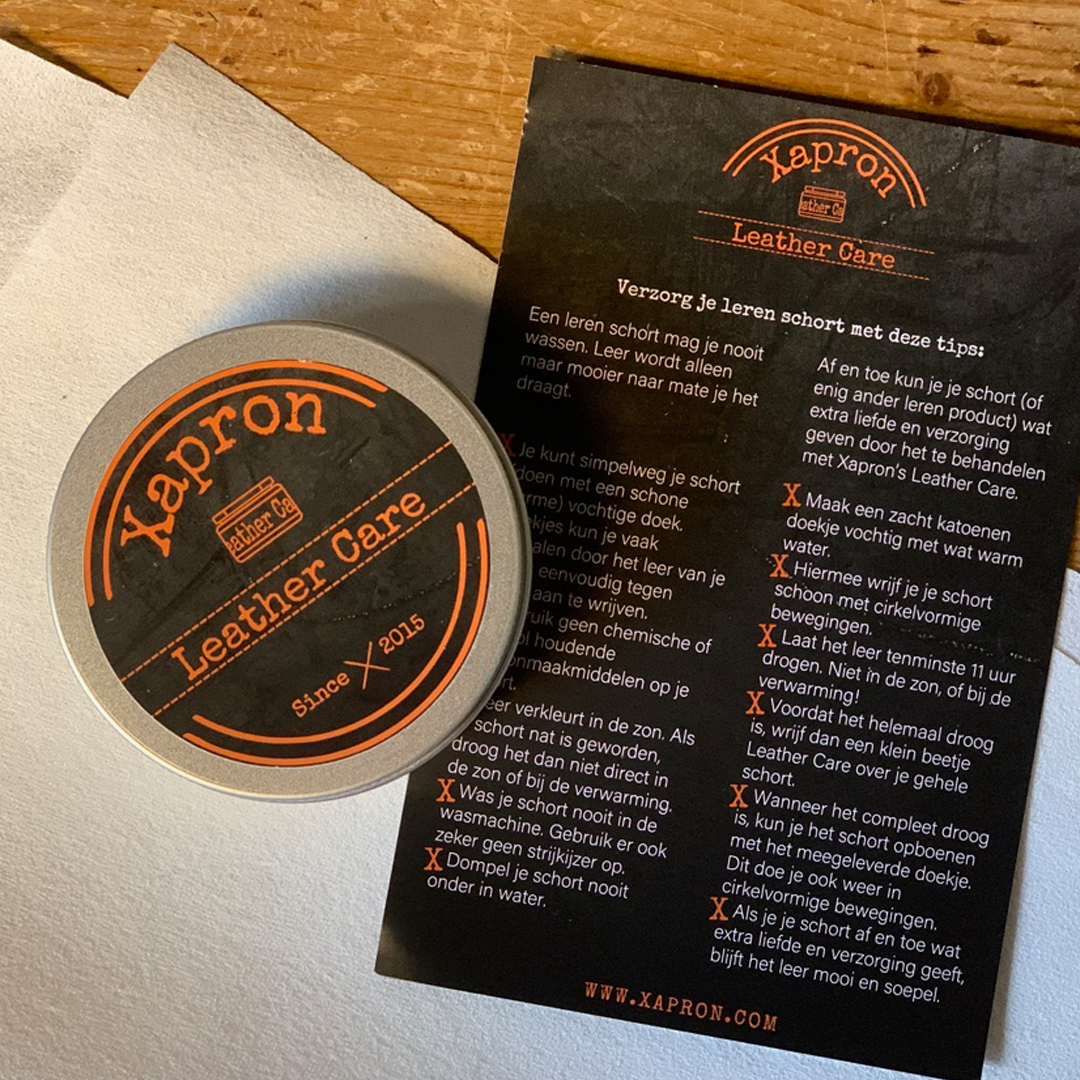 Xapron
ather Ca
Leather Care
Since X 2015
Xapron
ather Ca
Leather Care
Verzorg je leren schort met deze tips:
Een leren schort mag je nooit
wassen. Leer wordt alleen
maar mooier naar mate je het
draagt.
X Je kunt simpelweg je schort
doen met een schone
vochtige doek.
kun je vaak
door het leer van je
eenvoudig tegen
aan te wrijven.
geen chemische of
houdende
op je
verkleurt in de zon. Als
schort nat is geworden,
droog het dan niet direct in
de zon of bij de verwarming.
X Was je schort nooit in de
wasmachine. Gebruik er ook
zeker geen strijkijzer op.
X Dompel je schort nooit
onder in water.
Af en toe kun je je schort (of
enig ander leren product) wat
extra liefde en verzorging
geven door het te behandelen
met Xapron's Leather Care.
X Maak een zacht katoenen
doekje vochtig met wat warm
water.
X Hiermee wrijf je je schort
schoon met cirkelvormige
bewegingen.
X Laat het leer tenminste 11 uur
drogen. Niet in de zon, of bij de
verwarming!
X Voordat het helemaal droog
is, wrijf dan een klein beetje
Leather Care over je gehele
schort.
X Wanneer het compleet droog
is, kun je het schort opboenen
met het meegeleverde doekje.
Dit doe je ook weer in
cirkelvormige bewegingen.
X Als je je schort af en toe wat
extra liefde en verzorging geeft,
blijft het leer mooi en soepel.
WWW.XAPRON.COM